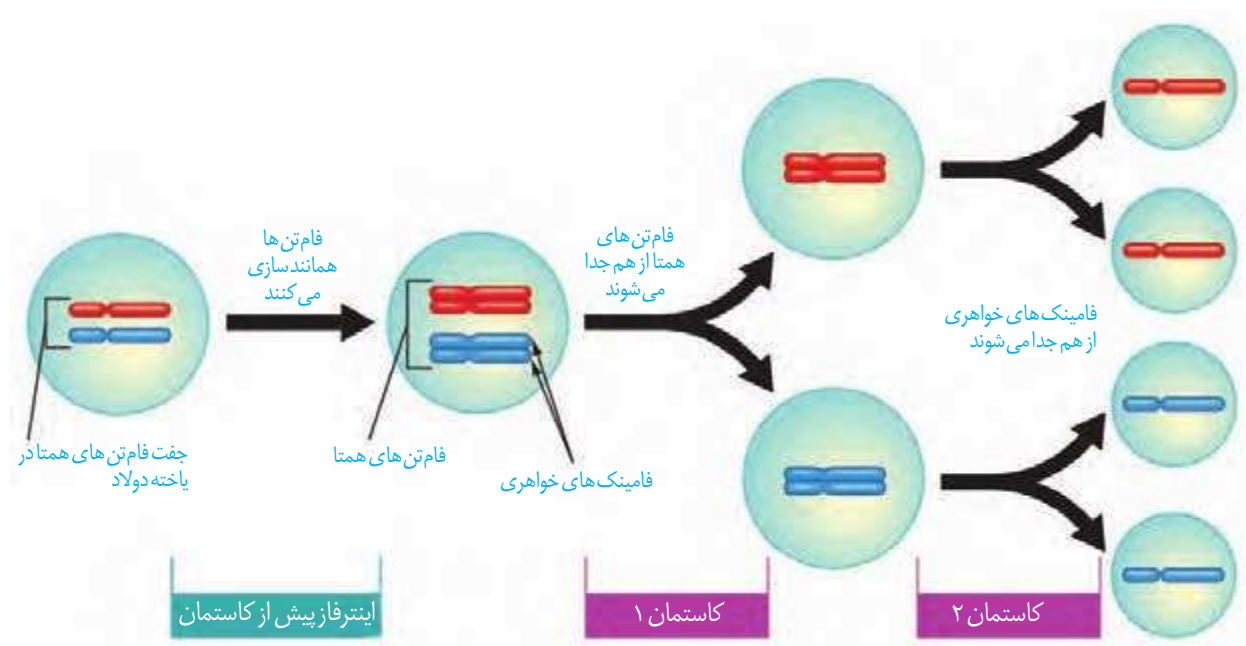 فام‌تن‌ها
همانندسازی
می‌کنند
فام‌تن‌های
همتا از هم جدا
می‌شوند
فامینک‌های خواهری
از هم جدا می‌شوند
جفت فام‌تن‌های همتا در
یاخته دولاد
فام‌تن‌های همتا
فامینک‌های خواهری
اینترفاز پیش از کاستمان
کاستمان ۱
کاستمان ۲